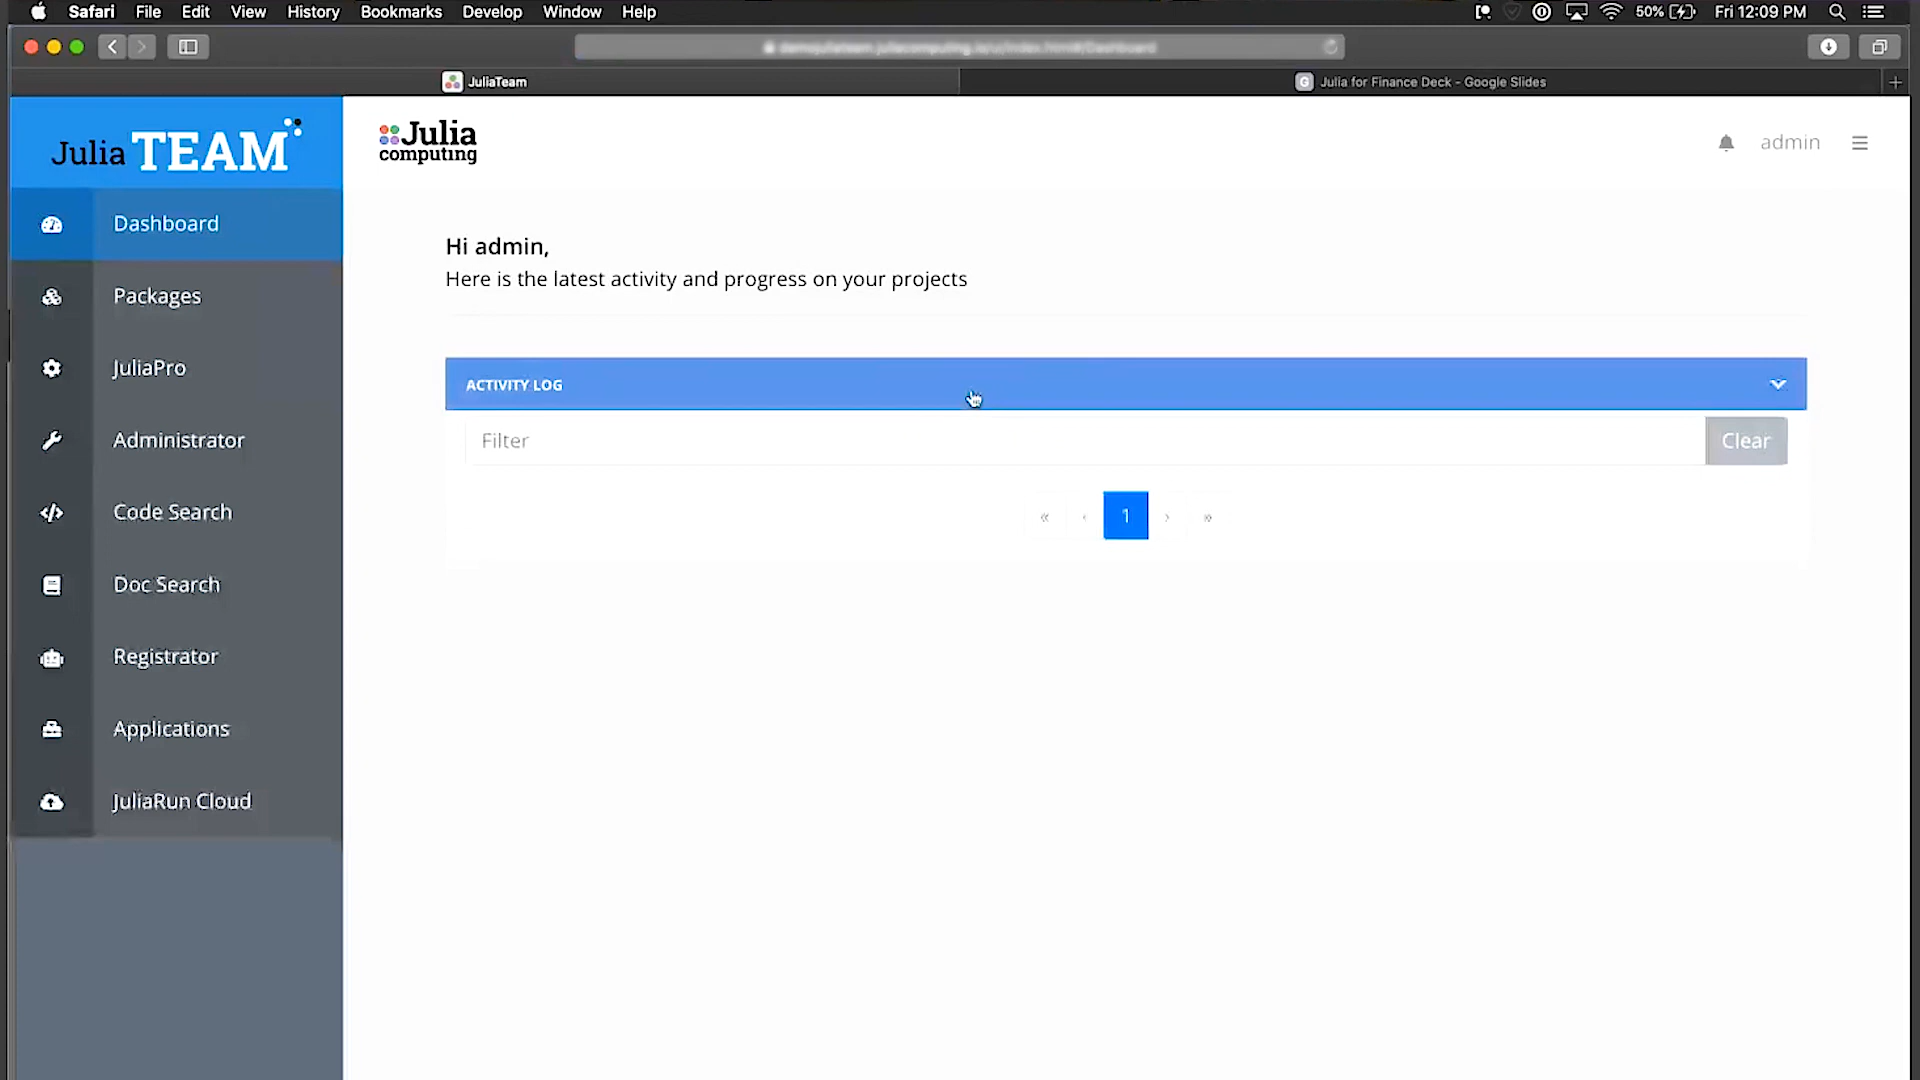 Safari File Edit View History Bookmarks Develop Window Help 50% Fri 12:09 PM
JuliaTeam
G Julia for Finance Deck - Google Slides
Julia TEAM
Julia
computing
admin
Dashboard
Packages
JuliaPro
Administrator
Code Search
Doc Search
Registrator
Applications
JuliaRun Cloud
Hi admin,
Here is the latest activity and progress on your projects
ACTIVITY LOG
Filter Clear
« ‹ 1 › »